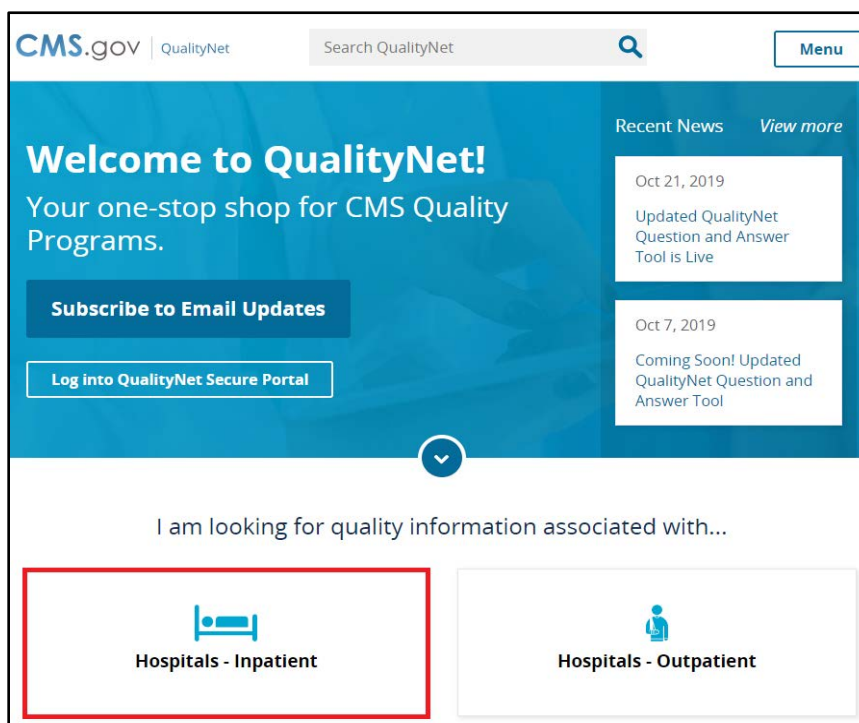 CMS.gov QualityNet
Search QualityNet
Menu
Welcome to QualityNet!
Your one-stop shop for CMS Quality
Programs.
Subscribe to Email Updates
Log into QualityNet Secure Portal
Recent News View more
Oct 21, 2019
Updated QualityNet
Question and Answer
Tool is Live
Oct 7, 2019
Coming Soon! Updated
QualityNet Question and
Answer Tool
I am looking for quality information associated with...
Hospitals - Inpatient
Hospitals - Outpatient